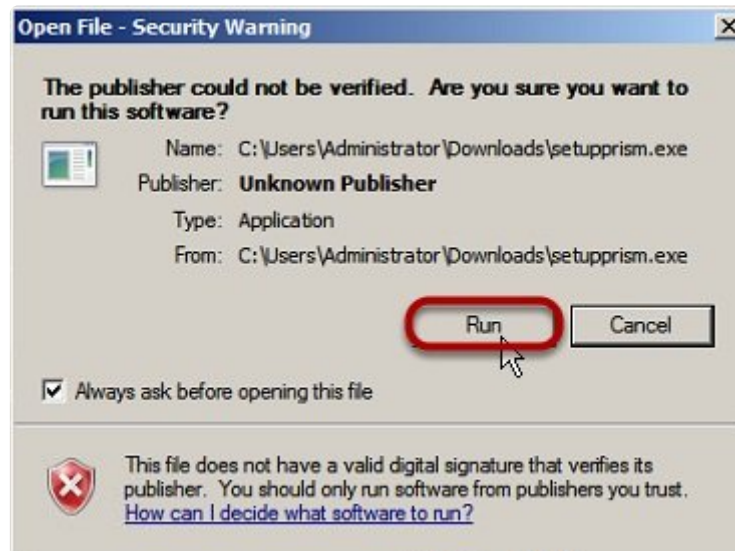 Open File - Security Warning
The publisher could not be verified. Are you sure you want to
run this software?
Name: C:\Users\Administrator\Downloads\setupprism.exe
Publisher: Unknown Publisher
Type: Application
From: C:\Users\Administrator\Downloads\setupprism.exe
Run Cancel
Always ask before opening this file
This file does not have a valid digital signature that verifies its
publisher. You should only run software from publishers you trust.
How can I decide what software to run?